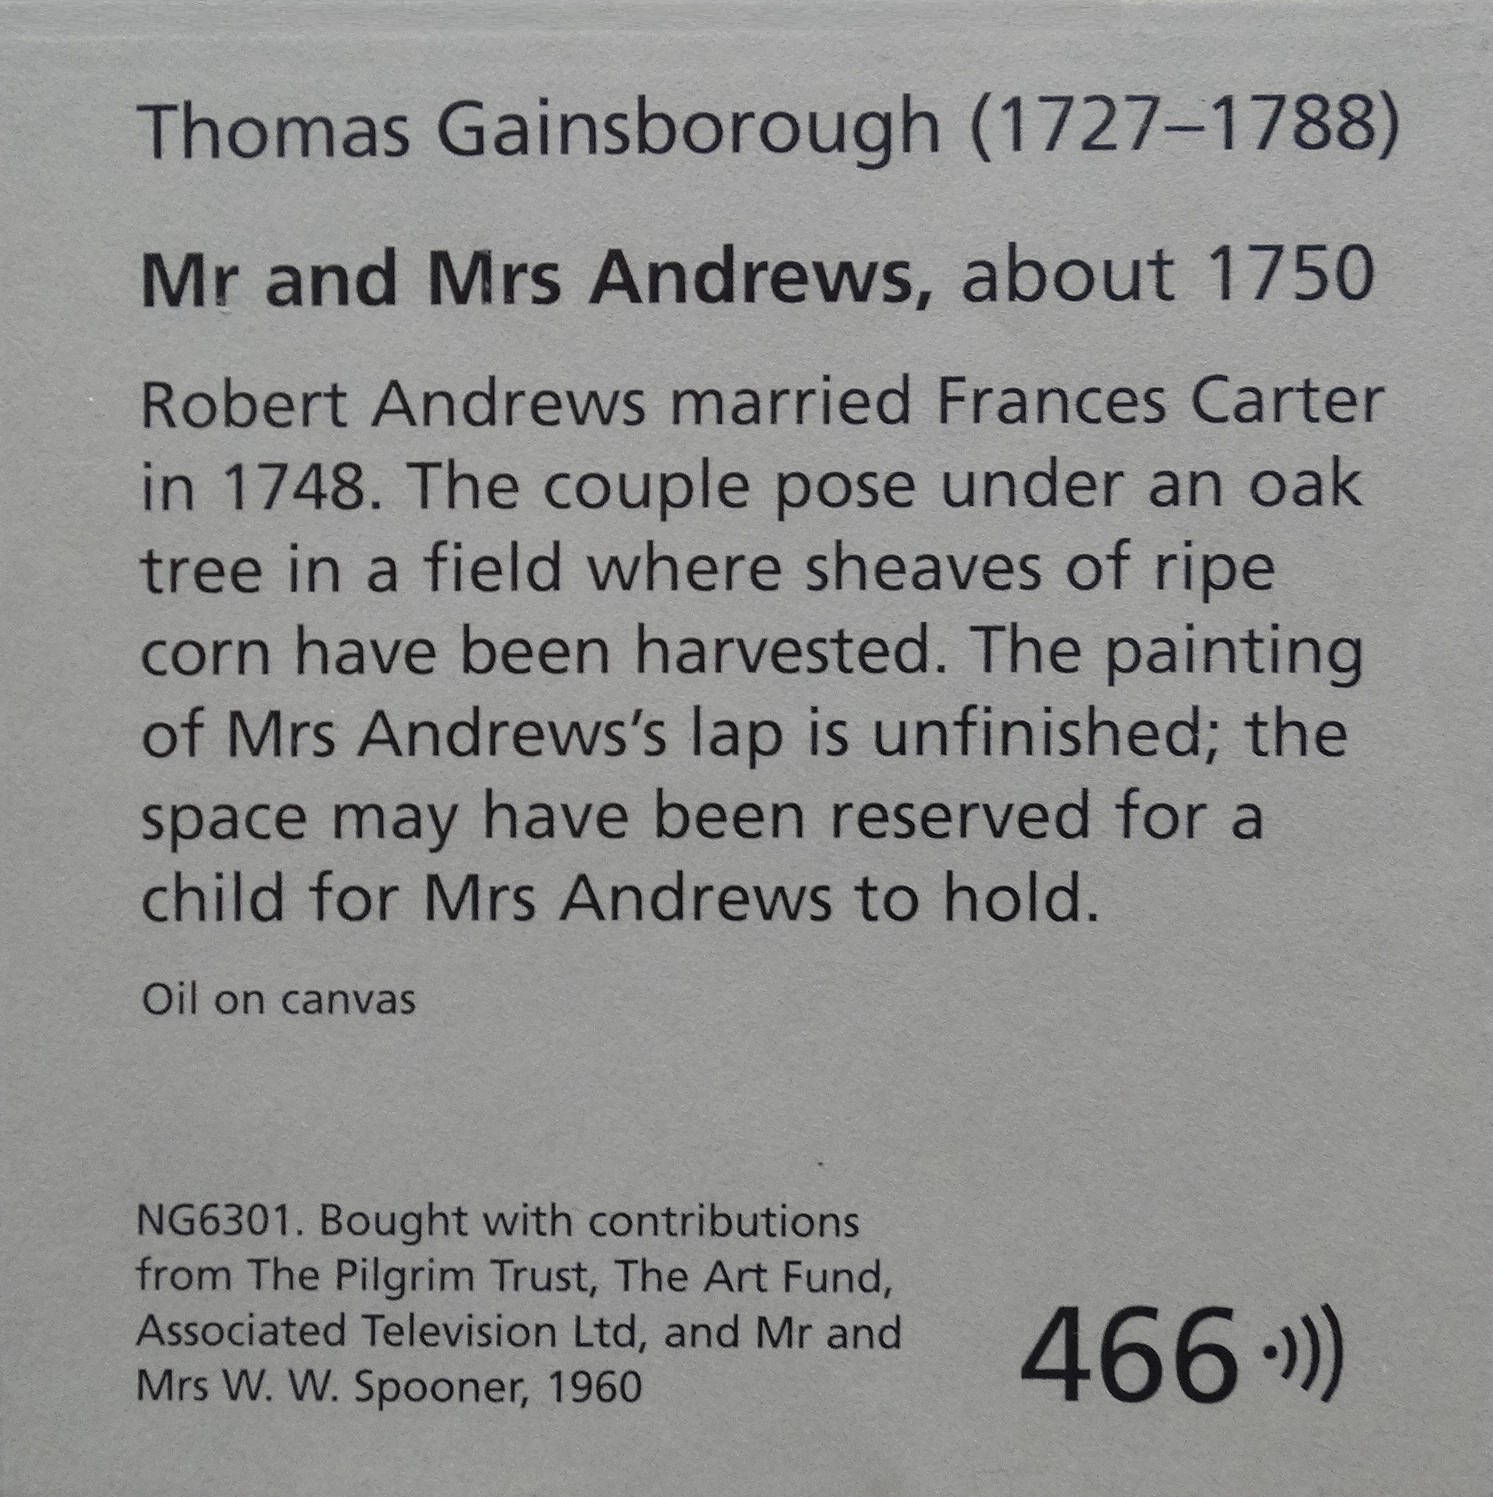 Thomas Gainsborough (1727–1788)
Mr and Mrs Andrews, about 1750
Robert Andrews married Frances Carter
in 1748. The couple pose under an oak
tree in a field where sheaves of ripe
corn have been harvested. The painting
of Mrs Andrews’s lap is unfinished; the
space may have been reserved for a
child for Mrs Andrews to hold.
Oil on canvas
NG6301. Bought with contributions
from The Pilgrim Trust, The Art Fund,
Associated Television Ltd, and Mr and
Mrs W. W. Spooner, 1960
466